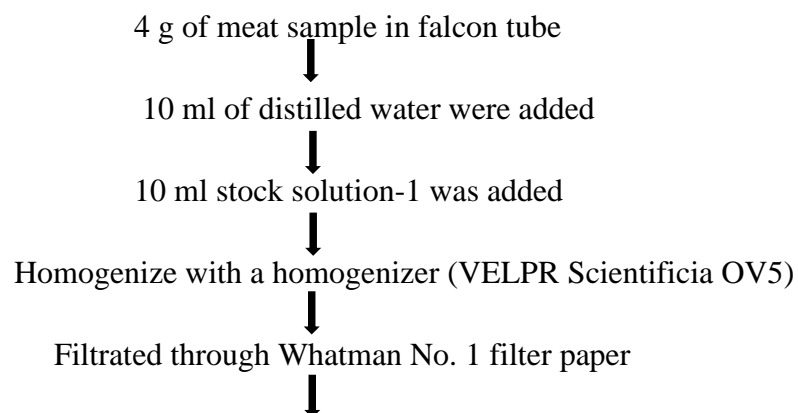 4 g of meat sample in falcon tube
10 ml of distilled water were added
10 ml stock solution-1 was added
Homogenize with a homogenizer (VELPR Scientificia OV5)
Filtrated through Whatman No. 1 filter paper